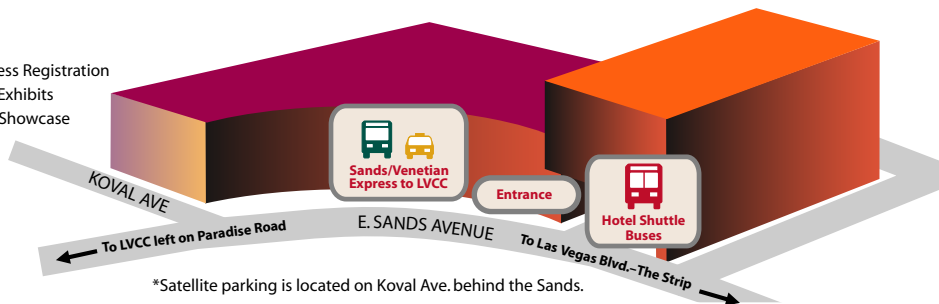 ess Registration
Exhibits
Showcase
Sands/Venetian
Express to LVCC
Entrance
Hotel Shuttle
Buses
KOVAL AVE
E. SANDS AVENUE
To LVCC left on Paradise Road
To Las Vegas Blvd.–The Strip
*Satellite parking is located on Koval Ave. behind the Sands.